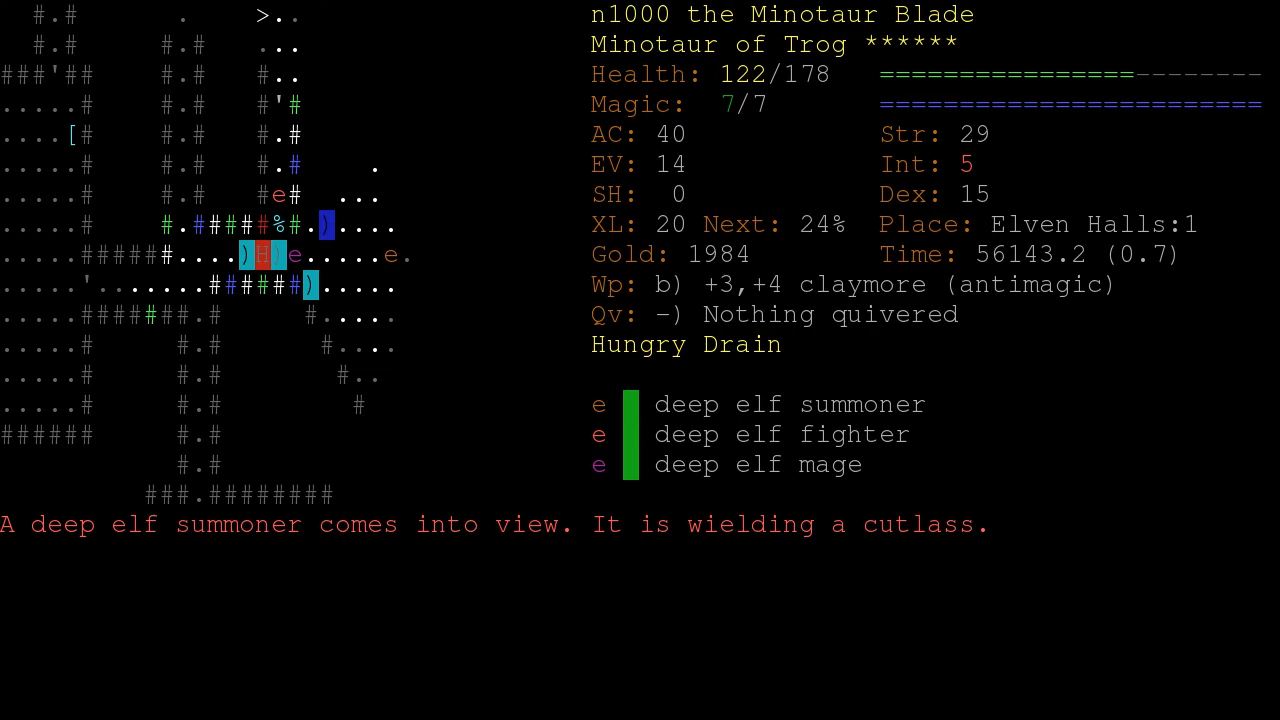 n1000 the Minotaur Blade
Minotaur of Trog ******
Health: 122/178 ================--------
Magic: 7/7 ========================
AC: 40 Str: 29
EV: 14 Int: 5
SH: 0 Dex: 15
XL: 20 Next: 24% Place: Elven Halls:1
Gold: 1984 Time: 56143.2 (0.7)
Wp: b) +3,+4 claymore (antimagic)
Qv: -) Nothing quivered
Hungry Drain
e deep elf summoner
e deep elf fighter
e deep elf mage
A deep elf summoner comes into view. It is wielding a cutlass.